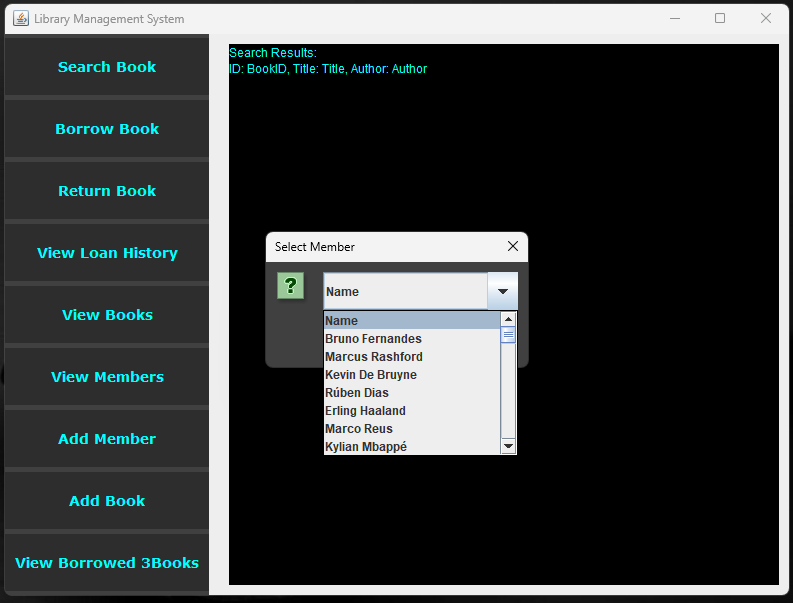 Library Management System
Search Book
Borrow Book
Return Book
View Loan History
View Books
View Members
Add Member
Add Book
View Borrowed 3Books
Search Results:
ID: BookID, Title: Title, Author: Author
Select Member
?
Name
Name
Bruno Fernandes
Marcus Rashford
Kevin De Bruyne
Rúben Dias
Erling Haaland
Marco Reus
Kylian Mbappé